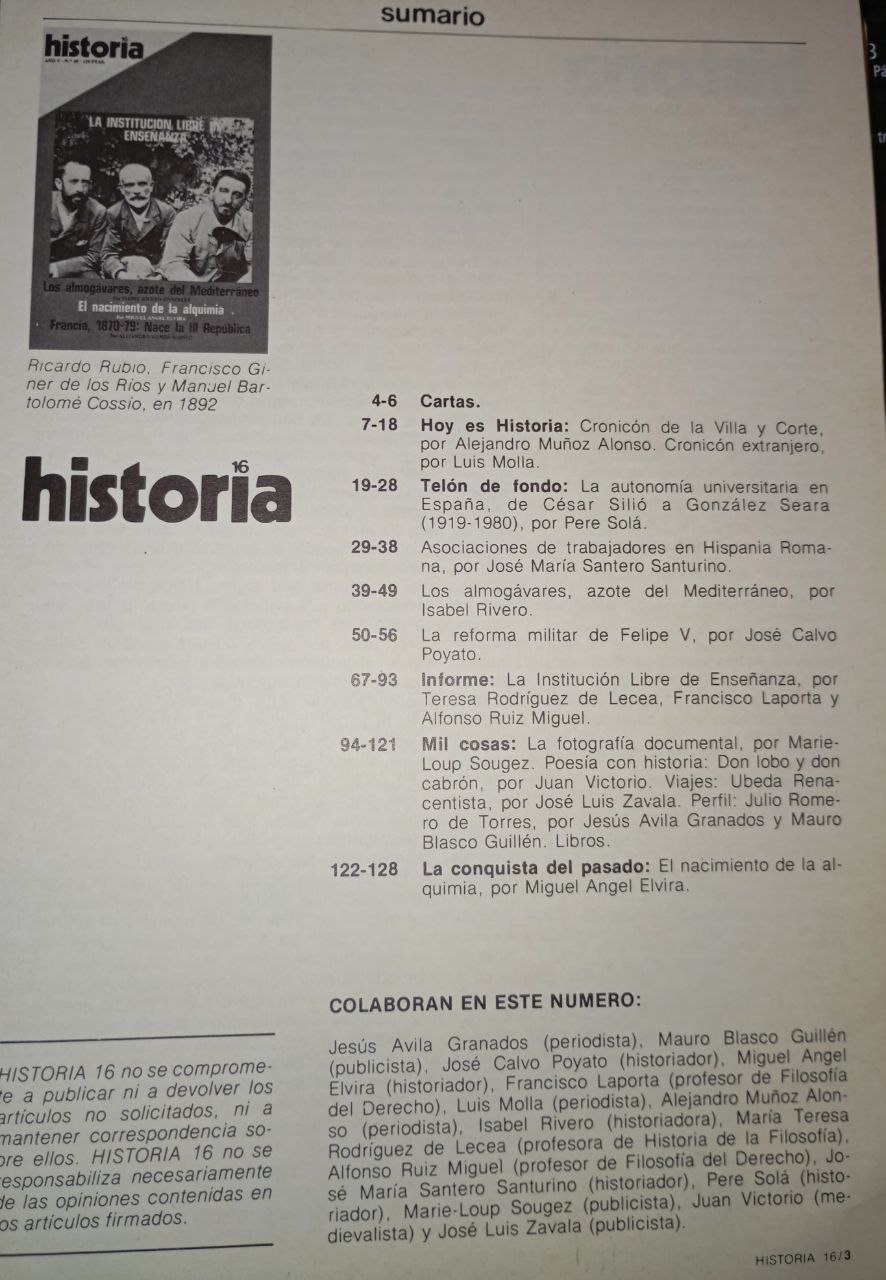 sumario
historia
LA INSTITUCION LIBRE DE
ENSEÑANZA
Los almogávares, azote del Mediterráneo
El nacimiento de la alquimia
Francia, 1870-79: Nace la III República
Ricardo Rubio, Francisco Gi-
ner de los Ríos y Manuel Bar-
tolomé Cossío, en 1892
historia
16
4-6 Cartas.
7-18 Hoy es Historia: Cronicón de la Villa y Corte,
por Alejandro Muñoz Alonso. Cronicón extranjero,
por Luis Molla.
19-28 Telón de fondo: La autonomía universitaria en
España, de César Silió a González Seara
(1919-1980), por Pere Solá.
29-38 Asociaciones de trabajadores en Hispania Roma-
na, por José María Santero Santurino.
39-49 Los almogávares, azote del Mediterráneo, por
Isabel Rivero.
50-56 La reforma militar de Felipe V, por José Calvo
Poyato.
67-93 Informe: La Institución Libre de Enseñanza, por
Teresa Rodríguez de Lecea, Francisco Laporta y
Alfonso Ruiz Miguel.
94-121 Mil cosas: La fotografía documental, por Marie-
Loup Sougez. Poesía con historia: Don lobo y don
cabrón, por Juan Victorio. Viajes: Ubeda Rena-
centista, por José Luis Zavala. Perfil: Julio Rome-
ro de Torres, por Jesús Avila Granados y Mauro
Blasco Guillén. Libros.
122-128 La conquista del pasado: El nacimiento de la al-
quimia, por Miguel Angel Elvira.
HISTORIA 16 no se comprome-
te a publicar ni a devolver los
artículos no solicitados, ni a
mantener correspondencia so-
bre ellos. HISTORIA 16 no se
responsabiliza necesariamente
de las opiniones contenidas en
los artículos firmados.
COLABORAN EN ESTE NUMERO:
Jesús Avila Granados (periodista), Mauro Blasco Guillén
(publicista), José Calvo Poyato (historiador), Miguel Angel
Elvira (historiador), Francisco Laporta (profesor de Filosofía
del Derecho), Luis Molla (periodista), Alejandro Muñoz Alon-
so (periodista), Isabel Rivero (historiadora), María Teresa
Rodríguez de Lecea (profesora de Historia de la Filosofía),
Alfonso Ruiz Miguel (profesor de Filosofía del Derecho), Jo-
sé María Santero Santurino (historiador), Pere Solá (histo-
riador), Marie-Loup Sougez (publicista), Juan Victorio (me-
dievalista) y José Luis Zavala (publicista).
HISTORIA 16/3